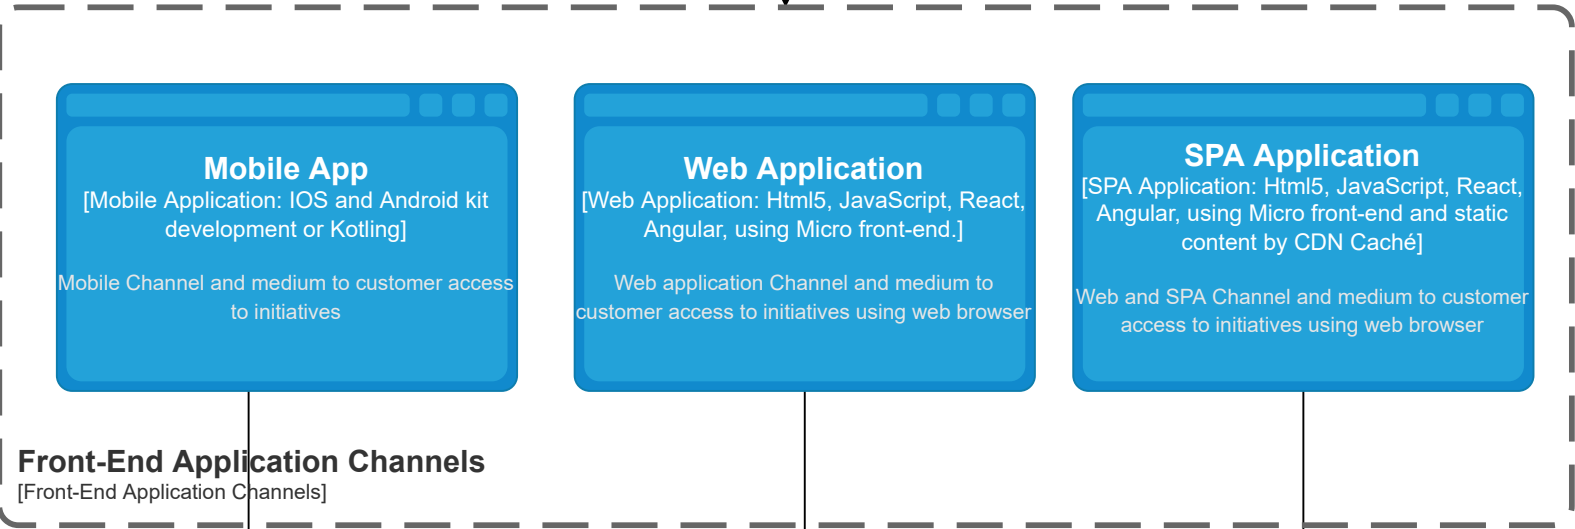 Mobile App
[Mobile Application: IOS and Android kit
development or Kotling]
Mobile Channel and medium to customer access
to initiatives
Web Application
[Web Application: Html5, JavaScript, React,
Angular, using Micro front-end.]
Web application Channel and medium to
customer access to initiatives using web browser
SPA Application
[SPA Application: Html5, JavaScript, React,
Angular, using Micro front-end and static
content by CDN Caché]
Web and SPA Channel and medium to customer
access to initiatives using web browser
Front-End Application Channels
[Front-End Application Channels]